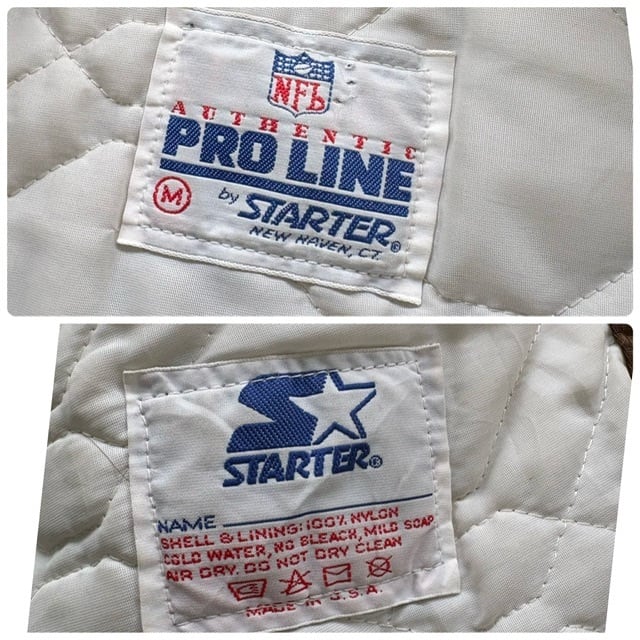 NFL
AUTHENTIC
PRO LINE
M
by STARTER®
NEW HAVEN, CT.
STARTER®
NAME
SHELL & LINING: 100% NYLON
COLD WATER, NO BLEACH, MILD SOAP
AIR DRY. DO NOT DRY CLEAN
MADE IN U.S.A.